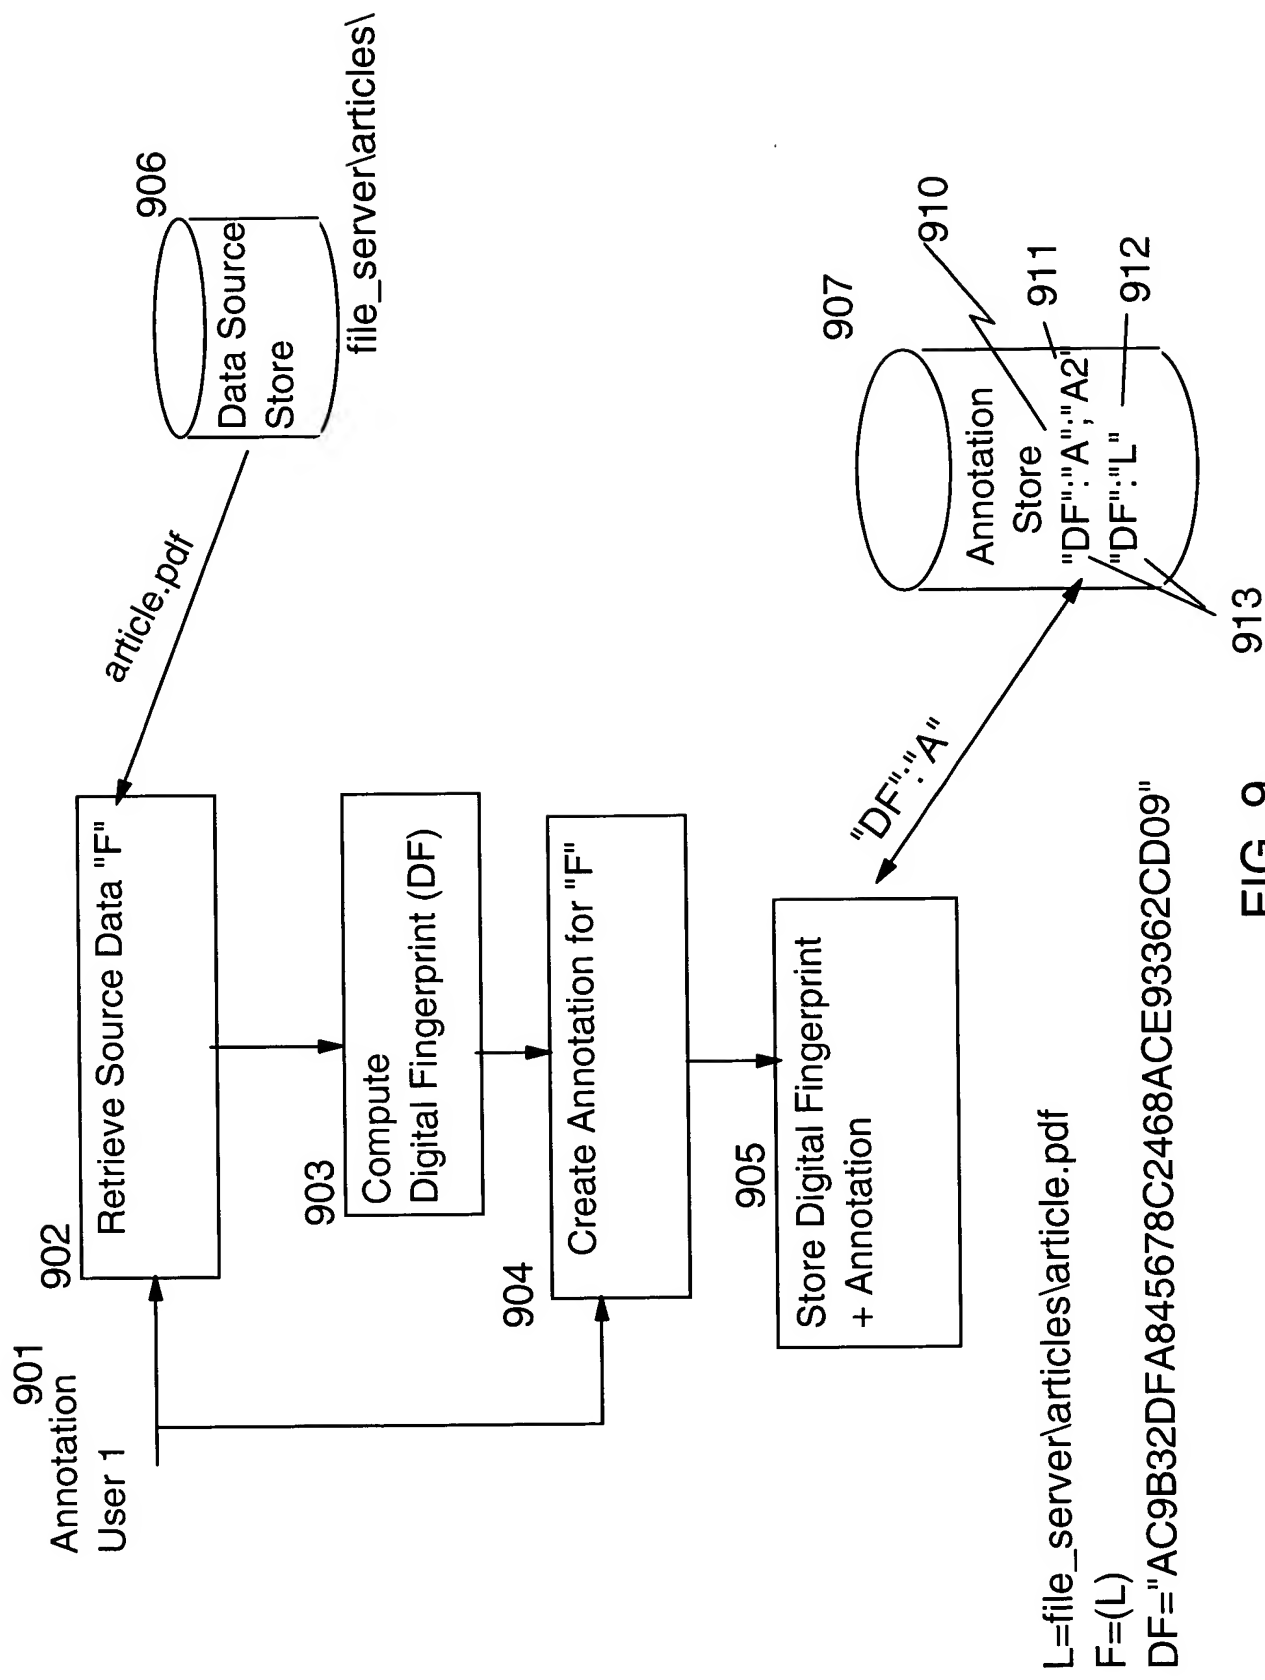 901
Annotation
User 1
902
Retrieve Source Data "F"
article.pdf
906
Data Source
Store
file_server\articles\
903
Compute
Digital Fingerprint (DF)
904
Create Annotation for "F"
905
Store Digital Fingerprint
+ Annotation
"DF":"A"
907
Annotation
Store
"DF":"A";"A2"
"DF":"L"
910
911
912
913
L=file_server\articles\article.pdf
F=(L)
DF="AC9B32DFA845678C2468ACE93362CD09"
FIG. 9